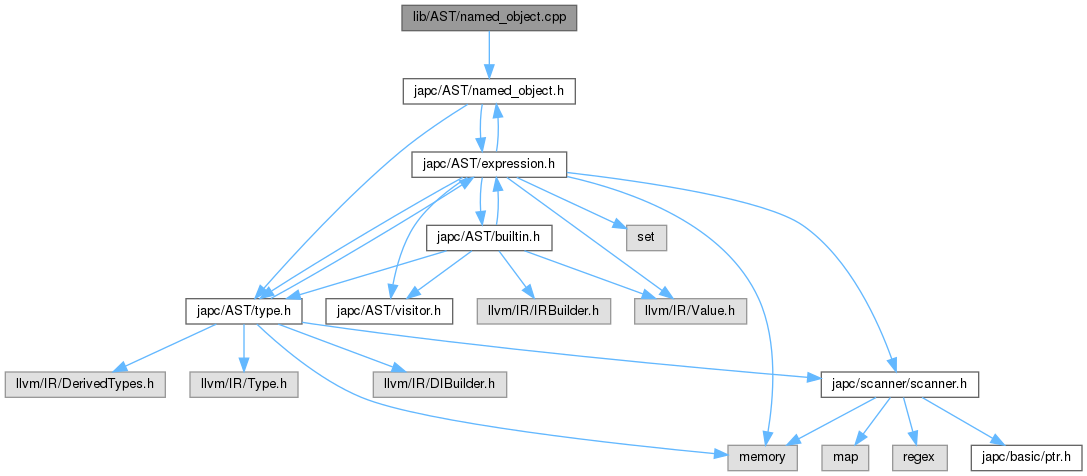 lib/AST/named_object.cpp
japc/AST/named_object.h
japc/AST/expression.h
japc/AST/builtin.h
set
japc/AST/type.h
japc/AST/visitor.h
llvm/IR/IRBuilder.h
llvm/IR/Value.h
llvm/IR/DerivedTypes.h
llvm/IR/Type.h
llvm/IR/DIBuilder.h
japc/scanner/scanner.h
memory
map
regex
japc/basic/ptr.h